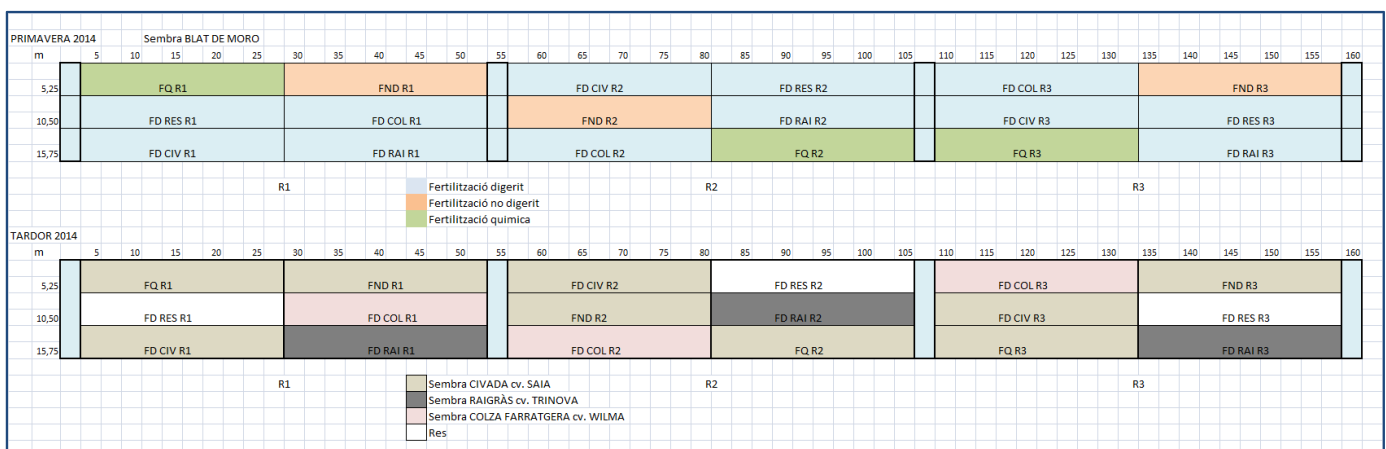 PRIMAVERA 2014 Sembra BLAT DE MORO
m 5 10 15 20 25 30 35 40 45 50 55 60 65 70 75 80 85 90 95 100 105 110 115 120 125 130 135 140 145 150 155 160
5,25 FQ R1 FND R1 FD CIV R2 FD RES R2 FD COL R3 FND R3
10,50 FD RES R1 FD COL R1 FND R2 FD RAI R2 FD CIV R3 FD RES R3
15,75 FD CIV R1 FD RAI R1 FD COL R2 FQ R2 FQ R3 FD RAI R3
R1 Fertilització digerit R2 R3
Fertilització no digerit
Fertilització quimica
TARDOR 2014
m 5 10 15 20 25 30 35 40 45 50 55 60 65 70 75 80 85 90 95 100 105 110 115 120 125 130 135 140 145 150 155 160
5,25 FQ R1 FND R1 FD CIV R2 FD RES R2 FD COL R3 FND R3
10,50 FD RES R1 FD COL R1 FND R2 FD RAI R2 FD CIV R3 FD RES R3
15,75 FD CIV R1 FD RAI R1 FD COL R2 FQ R2 FQ R3 FD RAI R3
R1 Sembra CIVADA cv. SAIA R2 R3
Sembra RAIGRÀS cv. TRINOVA
Sembra COLZA FARRATGERA cv. WILMA
Res